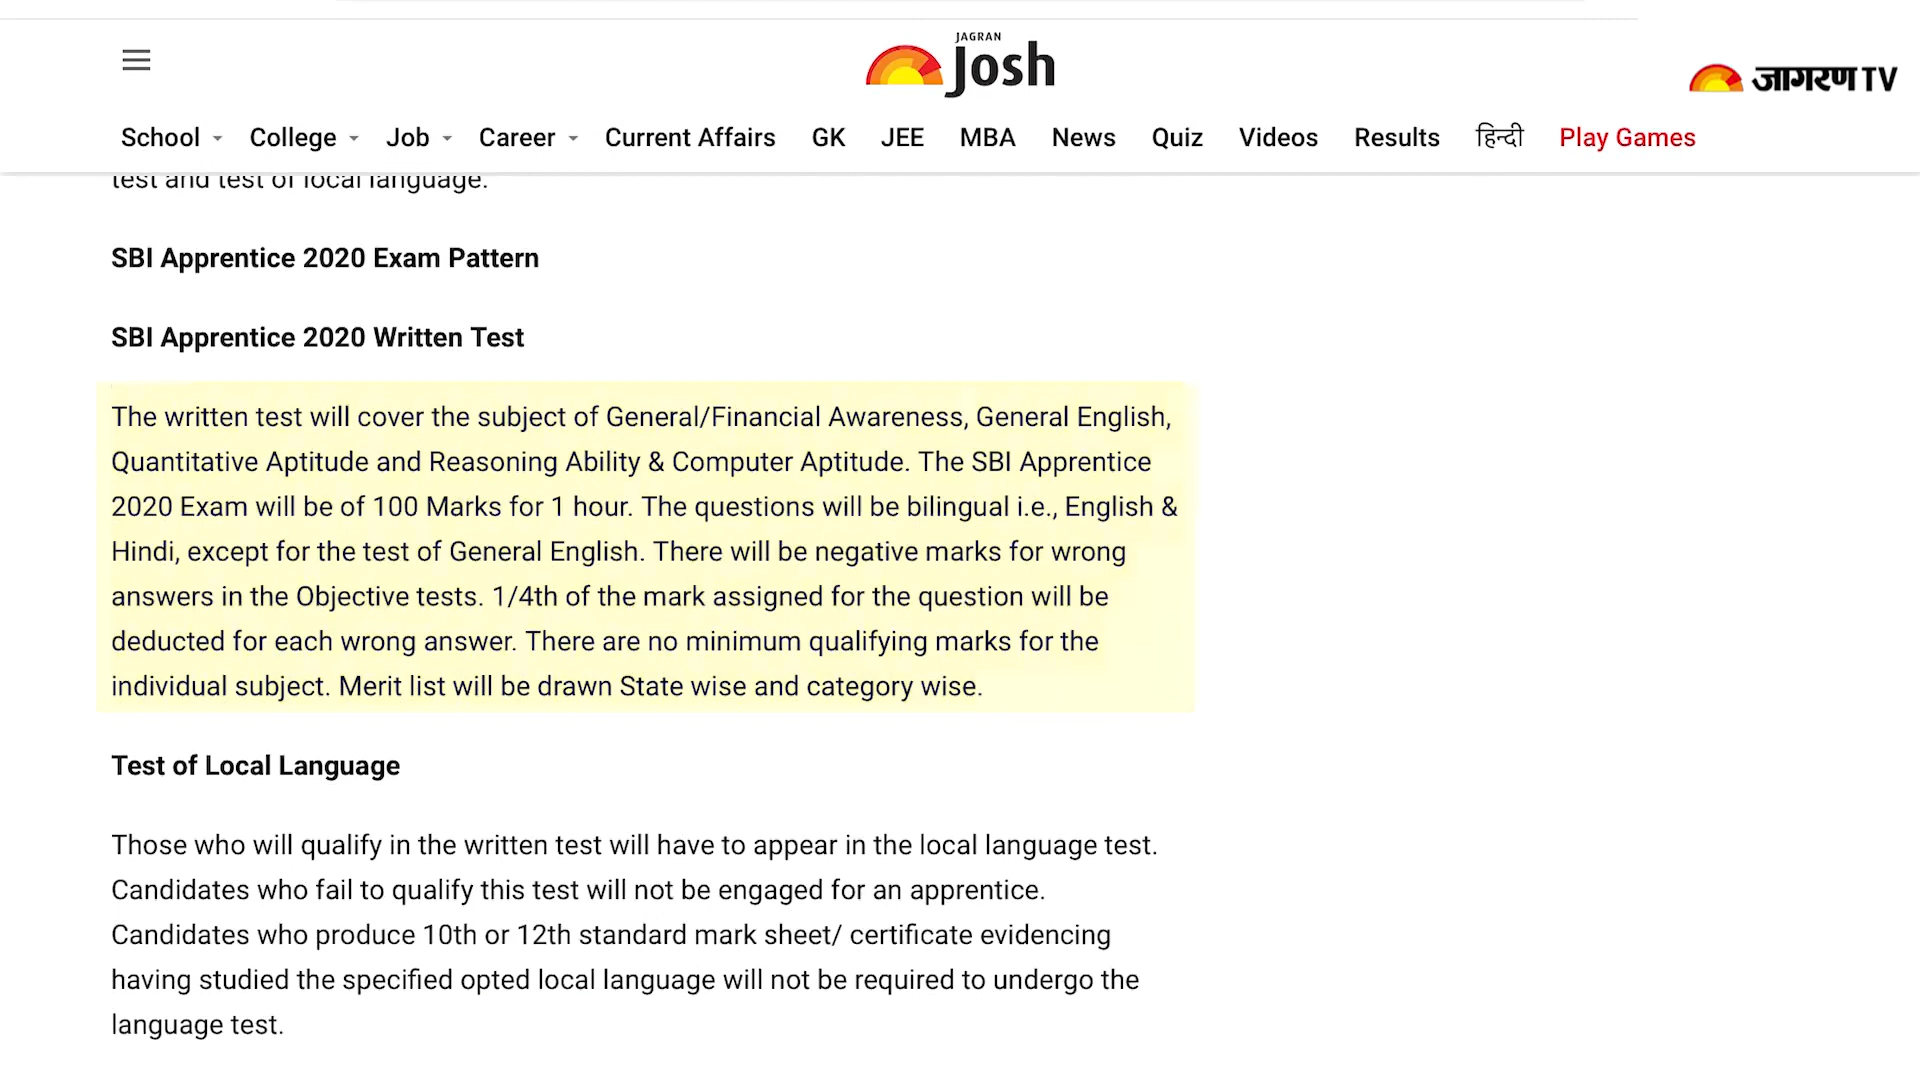 JAGRAN
Josh
जागरण TV
School College Job Career Current Affairs GK JEE MBA News Quiz Videos Results हिन्दी Play Games
test and test of local language.
SBI Apprentice 2020 Exam Pattern
SBI Apprentice 2020 Written Test
The written test will cover the subject of General/Financial Awareness, General English,
Quantitative Aptitude and Reasoning Ability & Computer Aptitude. The SBI Apprentice
2020 Exam will be of 100 Marks for 1 hour. The questions will be bilingual i.e., English &
Hindi, except for the test of General English. There will be negative marks for wrong
answers in the Objective tests. 1/4th of the mark assigned for the question will be
deducted for each wrong answer. There are no minimum qualifying marks for the
individual subject. Merit list will be drawn State wise and category wise.
Test of Local Language
Those who will qualify in the written test will have to appear in the local language test.
Candidates who fail to qualify this test will not be engaged for an apprentice.
Candidates who produce 10th or 12th standard mark sheet/ certificate evidencing
having studied the specified opted local language will not be required to undergo the
language test.